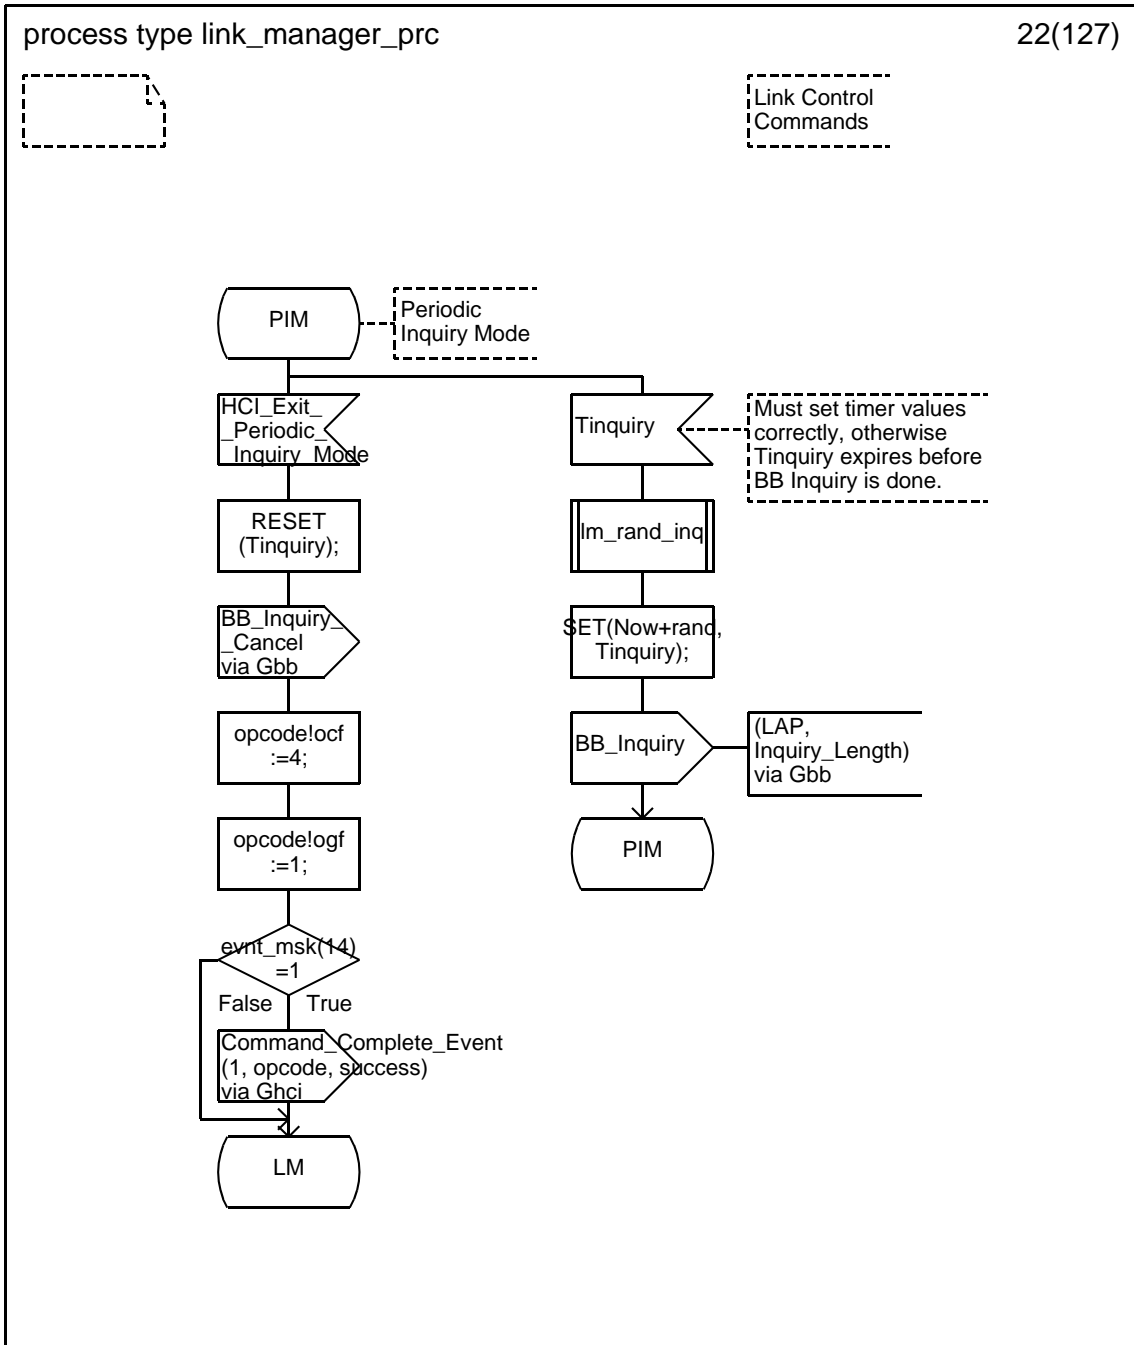 process type link_manager_prc
22(127)
Link Control
Commands
PIM
Periodic
Inquiry Mode
HCI_Exit_
_Periodic_
_Inquiry_Mode
Tinquiry
Must set timer values
correctly, otherwise
Tinquiry expires before
BB Inquiry is done.
RESET
(Tinquiry);
lm_rand_inq
BB_Inquiry_
_Cancel
via Gbb
SET(Now+rand,
Tinquiry);
opcode!ocf
:=4;
BB_Inquiry
(LAP,
Inquiry_Length)
via Gbb
opcode!ogf
:=1;
PIM
evnt_msk(14)
=1
False
True
Command_Complete_Event
(1, opcode, success)
via Ghci
LM